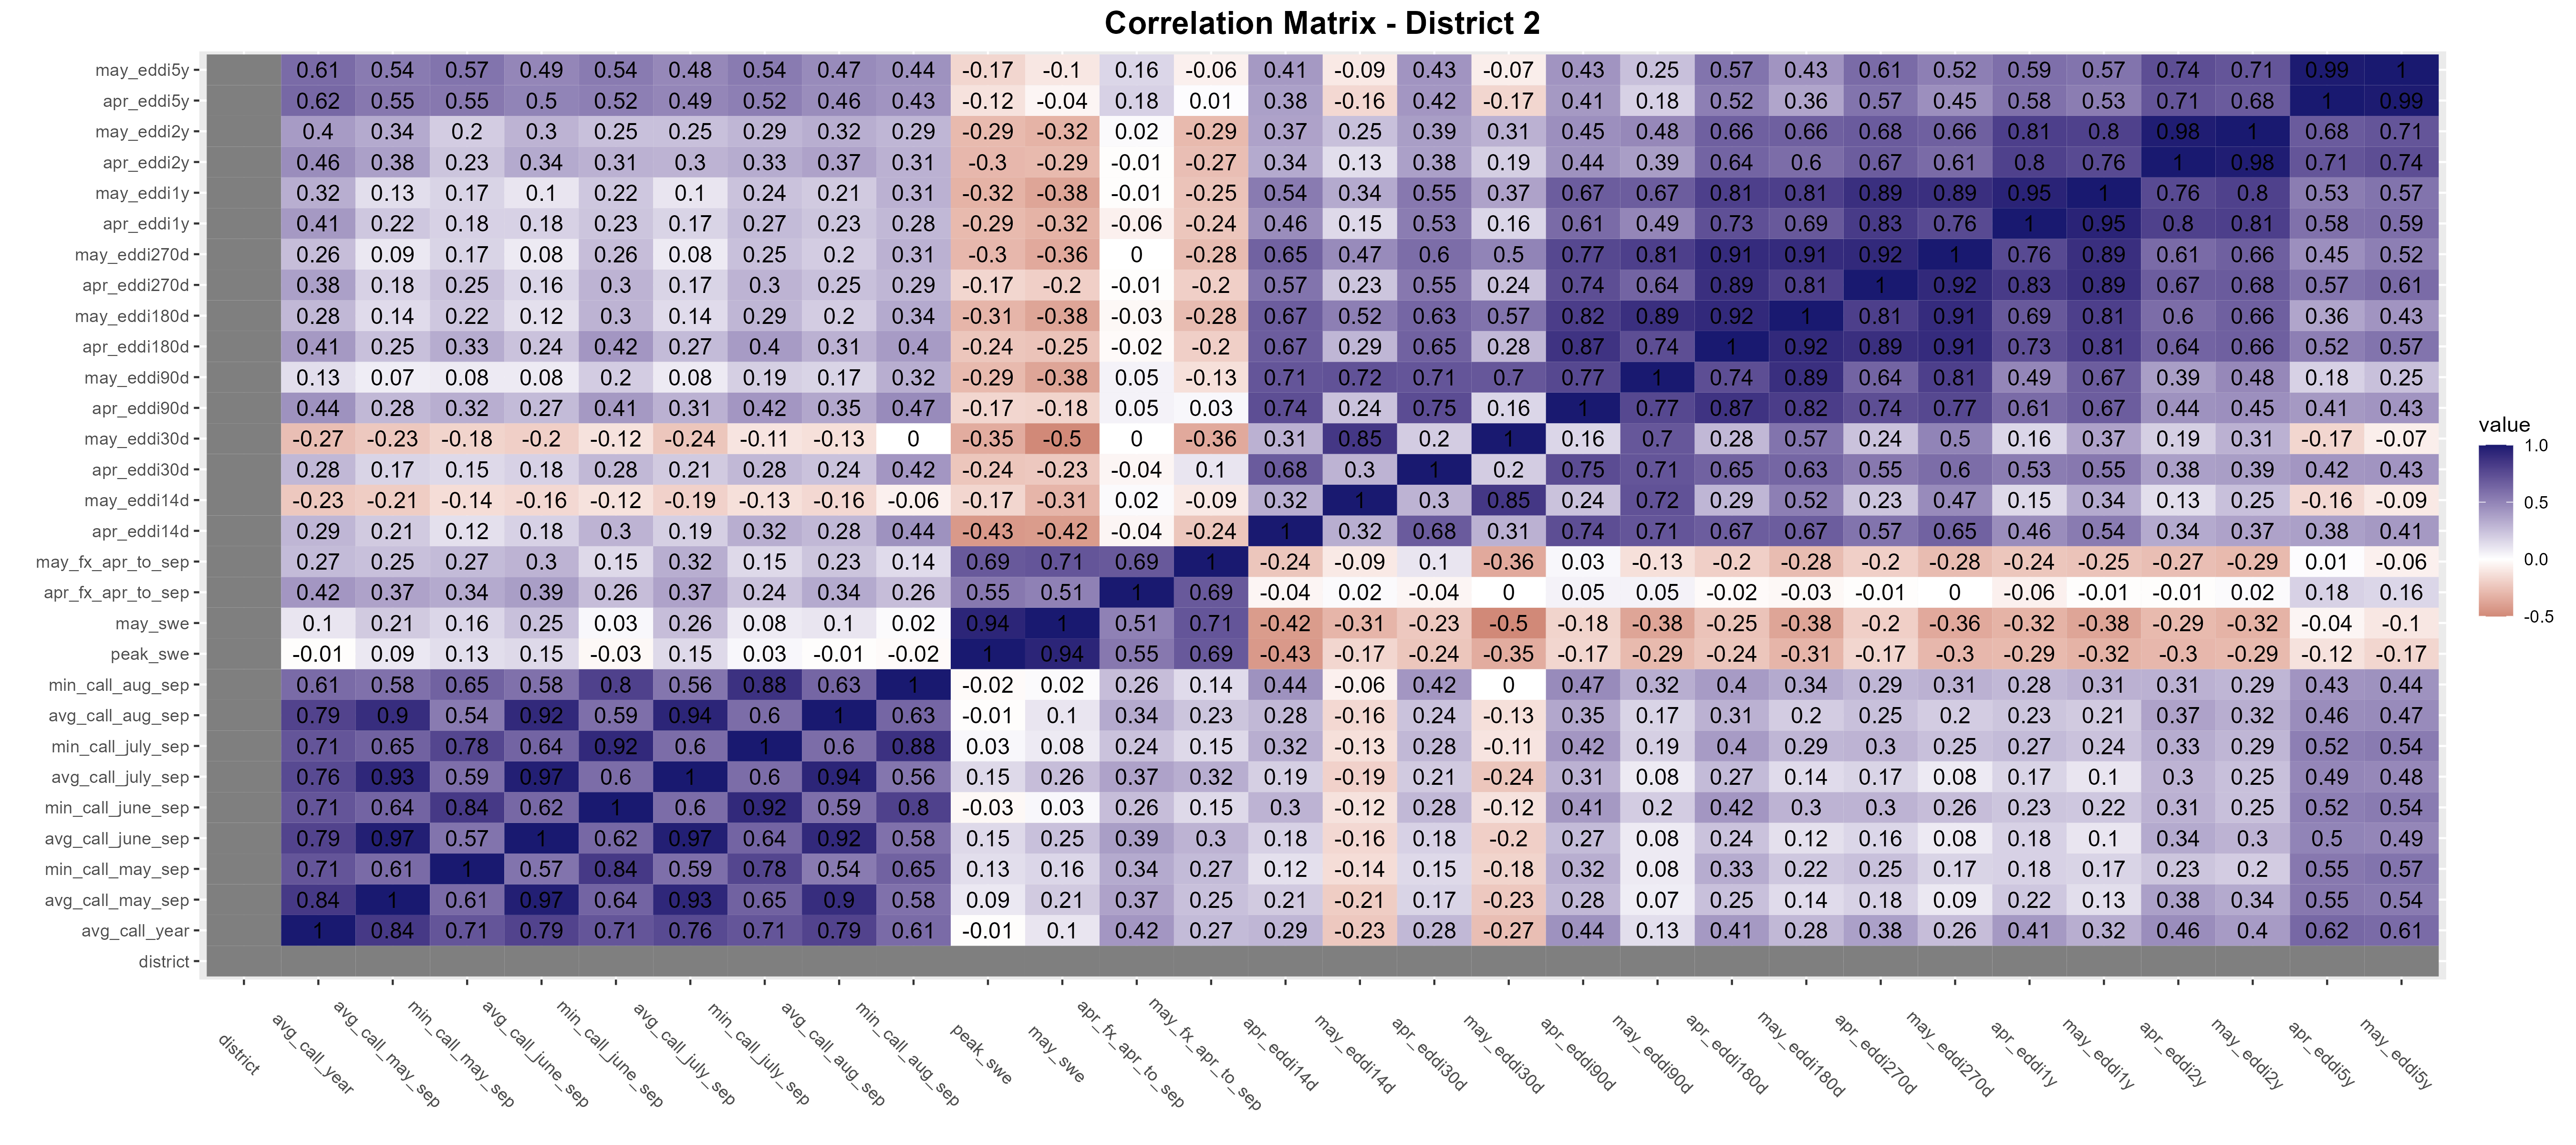 Correlation Matrix - District 2
may_eddi5y 0.61 0.54 0.57 0.49 0.54 0.48 0.54 0.47 0.44 -0.17 -0.1 0.16 -0.06 0.41 -0.09 0.43 -0.07 0.43 0.25 0.57 0.43 0.61 0.52 0.59 0.57 0.74 0.71 0.99 1
apr_eddi5y 0.62 0.55 0.55 0.5 0.52 0.49 0.52 0.46 0.43 -0.12 -0.04 0.18 0.01 0.38 -0.16 0.42 -0.17 0.41 0.18 0.52 0.36 0.57 0.45 0.58 0.53 0.71 0.68 1 0.99
may_eddi2y 0.4 0.34 0.2 0.3 0.25 0.25 0.29 0.32 0.29 -0.29 -0.32 0.02 -0.29 0.37 0.25 0.39 0.31 0.45 0.48 0.66 0.66 0.68 0.66 0.81 0.8 0.98 1 0.68 0.71
apr_eddi2y 0.46 0.38 0.23 0.34 0.31 0.3 0.33 0.37 0.31 -0.3 -0.29 -0.01 -0.27 0.34 0.13 0.38 0.19 0.44 0.39 0.64 0.6 0.67 0.61 0.8 0.76 1 0.98 0.71 0.74
may_eddi1y 0.32 0.13 0.17 0.1 0.22 0.1 0.24 0.21 0.31 -0.32 -0.38 -0.01 -0.25 0.54 0.34 0.55 0.37 0.67 0.67 0.81 0.81 0.89 0.89 0.95 1 0.76 0.8 0.53 0.57
apr_eddi1y 0.41 0.22 0.18 0.18 0.23 0.17 0.27 0.23 0.28 -0.29 -0.32 -0.06 -0.24 0.46 0.15 0.53 0.16 0.61 0.49 0.73 0.69 0.83 0.76 1 0.95 0.8 0.81 0.58 0.59
may_eddi270d 0.26 0.09 0.17 0.08 0.26 0.08 0.25 0.2 0.31 -0.3 -0.36 0 -0.28 0.65 0.47 0.6 0.5 0.77 0.81 0.91 0.91 0.92 1 0.76 0.89 0.61 0.66 0.45 0.52
apr_eddi270d 0.38 0.18 0.25 0.16 0.3 0.17 0.3 0.25 0.29 -0.17 -0.2 -0.01 -0.2 0.57 0.23 0.55 0.24 0.74 0.64 0.89 0.81 1 0.92 0.83 0.89 0.67 0.68 0.57 0.61
may_eddi180d 0.28 0.14 0.22 0.12 0.3 0.14 0.29 0.2 0.34 -0.31 -0.38 -0.03 -0.28 0.67 0.52 0.63 0.57 0.82 0.89 0.92 1 0.81 0.91 0.69 0.81 0.6 0.66 0.36 0.43
apr_eddi180d 0.41 0.25 0.33 0.24 0.42 0.27 0.4 0.31 0.4 -0.24 -0.25 -0.02 -0.2 0.67 0.29 0.65 0.28 0.87 0.74 1 0.92 0.89 0.91 0.73 0.81 0.64 0.66 0.52 0.57
may_eddi90d 0.13 0.07 0.08 0.08 0.2 0.08 0.19 0.17 0.32 -0.29 -0.38 0.05 -0.13 0.71 0.72 0.71 0.7 0.77 1 0.74 0.89 0.64 0.81 0.49 0.67 0.39 0.48 0.18 0.25
apr_eddi90d 0.44 0.28 0.32 0.27 0.41 0.31 0.42 0.35 0.47 -0.17 -0.18 0.05 0.03 0.74 0.24 0.75 0.16 1 0.77 0.87 0.82 0.74 0.77 0.61 0.67 0.44 0.45 0.41 0.43
may_eddi30d -0.27 -0.23 -0.18 -0.2 -0.12 -0.24 -0.11 -0.13 0 -0.35 -0.5 0 -0.36 0.31 0.85 0.2 1 0.16 0.7 0.28 0.57 0.24 0.5 0.16 0.37 0.19 0.31 -0.17 -0.07
apr_eddi30d 0.28 0.17 0.15 0.18 0.28 0.21 0.28 0.24 0.42 -0.24 -0.23 -0.04 0.1 0.68 0.3 1 0.2 0.75 0.71 0.65 0.63 0.55 0.6 0.53 0.55 0.38 0.39 0.42 0.43
may_eddi14d -0.23 -0.21 -0.14 -0.16 -0.12 -0.19 -0.13 -0.16 -0.06 -0.17 -0.31 0.02 -0.09 0.32 1 0.3 0.85 0.24 0.72 0.29 0.52 0.23 0.47 0.15 0.34 0.13 0.25 -0.16 -0.09
apr_eddi14d 0.29 0.21 0.12 0.18 0.3 0.19 0.32 0.28 0.44 -0.43 -0.42 -0.04 -0.24 1 0.32 0.68 0.31 0.74 0.71 0.67 0.67 0.57 0.65 0.46 0.54 0.34 0.37 0.38 0.41
may_fx_apr_to_sep 0.27 0.25 0.27 0.3 0.15 0.32 0.15 0.23 0.14 0.69 0.71 0.69 1 -0.24 -0.09 0.1 -0.36 0.03 -0.13 -0.2 -0.28 -0.2 -0.28 -0.24 -0.25 -0.27 -0.29 0.01 -0.06
apr_fx_apr_to_sep 0.42 0.37 0.34 0.39 0.26 0.37 0.24 0.34 0.26 0.55 0.51 1 0.69 -0.04 0.02 -0.04 0 0.05 0.05 -0.02 -0.03 -0.01 0 -0.06 -0.01 -0.01 0.02 0.18 0.16
may_swe 0.1 0.21 0.16 0.25 0.03 0.26 0.08 0.1 0.02 0.94 1 0.51 0.71 -0.42 -0.31 -0.23 -0.5 -0.18 -0.38 -0.25 -0.38 -0.2 -0.36 -0.32 -0.38 -0.29 -0.32 -0.04 -0.1
peak_swe -0.01 0.09 0.13 0.15 -0.03 0.15 0.03 -0.01 -0.02 1 0.94 0.55 0.69 -0.43 -0.17 -0.24 -0.35 -0.17 -0.29 -0.24 -0.31 -0.17 -0.3 -0.29 -0.32 -0.3 -0.29 -0.12 -0.17
min_call_aug_sep 0.61 0.58 0.65 0.58 0.8 0.56 0.88 0.63 1 -0.02 0.02 0.26 0.14 0.44 -0.06 0.42 0 0.47 0.32 0.4 0.34 0.29 0.31 0.28 0.31 0.31 0.29 0.43 0.44
avg_call_aug_sep 0.79 0.9 0.54 0.92 0.59 0.94 0.6 1 0.63 -0.01 0.1 0.34 0.23 0.28 -0.16 0.24 -0.13 0.35 0.17 0.31 0.2 0.25 0.2 0.23 0.21 0.37 0.32 0.46 0.47
min_call_july_sep 0.71 0.65 0.78 0.64 0.92 0.6 1 0.6 0.88 0.03 0.08 0.24 0.15 0.32 -0.13 0.28 -0.11 0.42 0.19 0.4 0.29 0.3 0.25 0.27 0.24 0.33 0.29 0.52 0.54
avg_call_july_sep 0.76 0.93 0.59 0.97 0.6 1 0.6 0.94 0.56 0.15 0.26 0.37 0.32 0.19 -0.19 0.21 -0.24 0.31 0.08 0.27 0.14 0.17 0.08 0.17 0.1 0.3 0.25 0.49 0.48
min_call_june_sep 0.71 0.64 0.84 0.62 1 0.6 0.92 0.59 0.8 -0.03 0.03 0.26 0.15 0.3 -0.12 0.28 -0.12 0.41 0.2 0.42 0.3 0.3 0.26 0.23 0.22 0.31 0.25 0.52 0.54
avg_call_june_sep 0.79 0.97 0.57 1 0.62 0.97 0.64 0.92 0.58 0.15 0.25 0.39 0.3 0.18 -0.16 0.18 -0.2 0.27 0.08 0.24 0.12 0.16 0.08 0.18 0.1 0.34 0.3 0.5 0.49
min_call_may_sep 0.71 0.61 1 0.57 0.84 0.59 0.78 0.54 0.65 0.13 0.16 0.34 0.27 0.12 -0.14 0.15 -0.18 0.32 0.08 0.33 0.22 0.25 0.17 0.18 0.17 0.23 0.2 0.55 0.57
avg_call_may_sep 0.84 1 0.61 0.97 0.64 0.93 0.65 0.9 0.58 0.09 0.21 0.37 0.25 0.21 -0.21 0.17 -0.23 0.28 0.07 0.25 0.14 0.18 0.09 0.22 0.13 0.38 0.34 0.55 0.54
avg_call_year 1 0.84 0.71 0.79 0.71 0.76 0.71 0.79 0.61 -0.01 0.1 0.42 0.27 0.29 -0.23 0.28 -0.27 0.44 0.13 0.41 0.28 0.38 0.26 0.41 0.32 0.46 0.4 0.62 0.61
district
district avg_call_year avg_call_may_sep min_call_may_sep avg_call_june_sep min_call_june_sep avg_call_july_sep min_call_july_sep avg_call_aug_sep min_call_aug_sep peak_swe may_swe apr_fx_apr_to_sep may_fx_apr_to_sep apr_eddi14d may_eddi14d apr_eddi30d may_eddi30d apr_eddi90d may_eddi90d apr_eddi180d may_eddi180d apr_eddi270d may_eddi270d apr_eddi1y may_eddi1y apr_eddi2y may_eddi2y apr_eddi5y may_eddi5y
value
1.0
0.5
0.0
-0.5